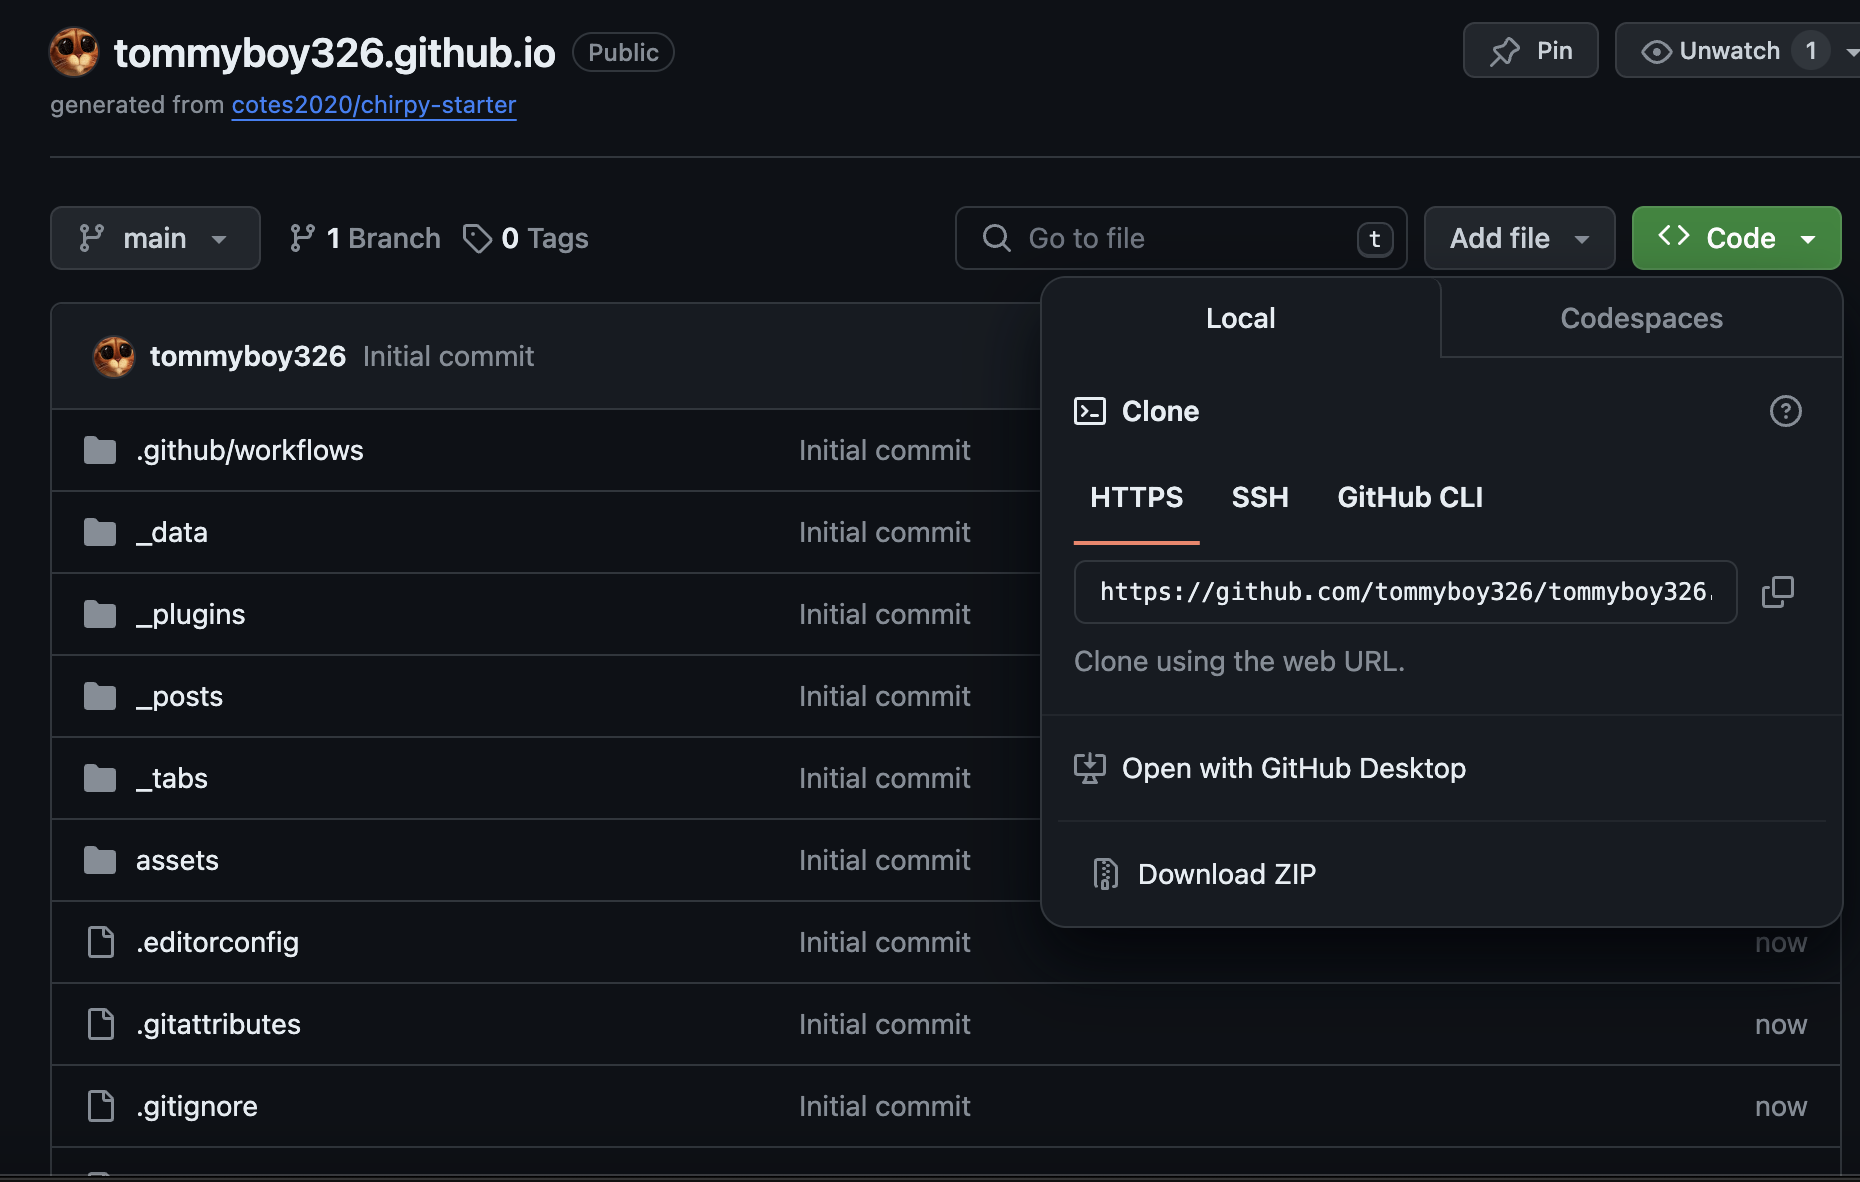 tommyboy326.github.io Public Pin Unwatch 1
generated from cotes2020/chirpy-starter
main 1 Branch 0 Tags Go to file t Add file Code
Local Codespaces
tommyboy326 Initial commit
Clone
.github/workflows Initial commit
HTTPS SSH GitHub CLI
_data Initial commit
https://github.com/tommyboy326/tommyboy326.
_plugins Initial commit
Clone using the web URL.
_posts Initial commit
_tabs Initial commit
Open with GitHub Desktop
assets Initial commit
Download ZIP
.editorconfig Initial commit now
.gitattributes Initial commit now
.gitignore Initial commit now